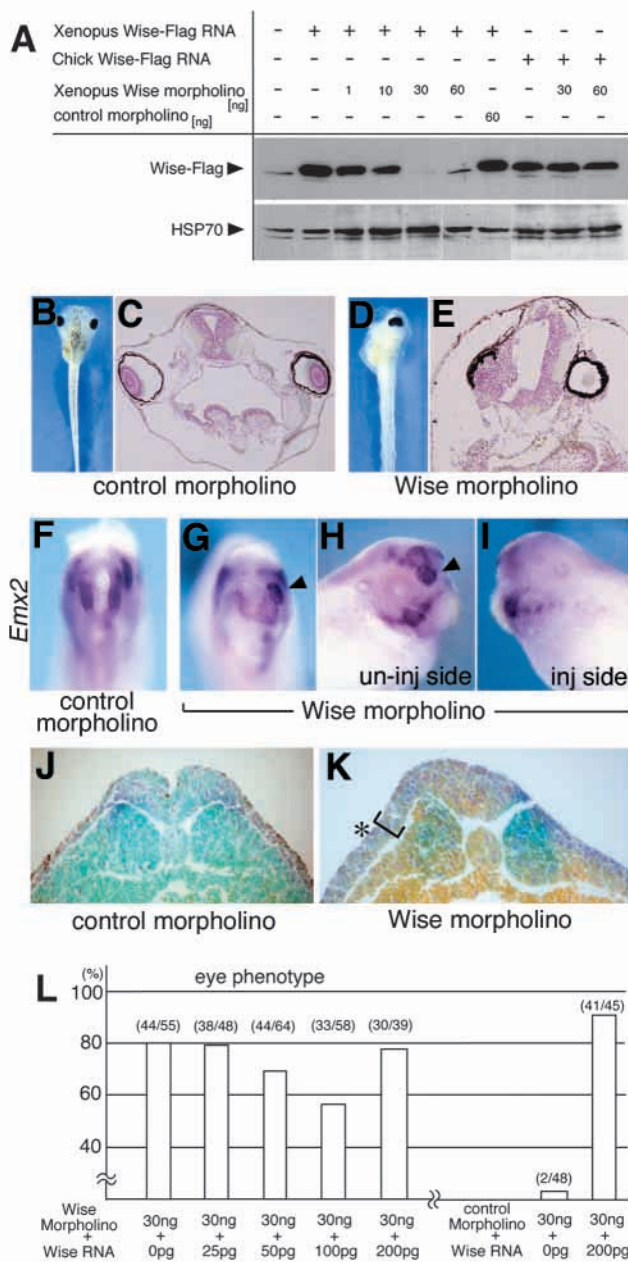 A
Xenopus Wise-Flag RNA - + + + + + + - - -
Chick Wise-Flag RNA - - - - - - - + + +
Xenopus Wise morpholino [ng] - - 1 10 30 60 - - 30 60
control morpholino [ng] - - - - - - 60 - - -
Wise-Flag
HSP70
B C D E
control morpholino Wise morpholino
F G H I
Emx2
un-inj side inj side
control morpholino
Wise morpholino
J K
*
control morpholino Wise morpholino
L
(%) eye phenotype
100
80
60
40
(44/55) (38/48) (44/64) (33/58) (30/39) (2/48) (41/45)
Wise Morpholino 30ng 30ng 30ng 30ng 30ng control Morpholino 30ng 30ng
+ + + + + + + + +
Wise RNA 0pg 25pg 50pg 100pg 200pg Wise RNA 0pg 200pg